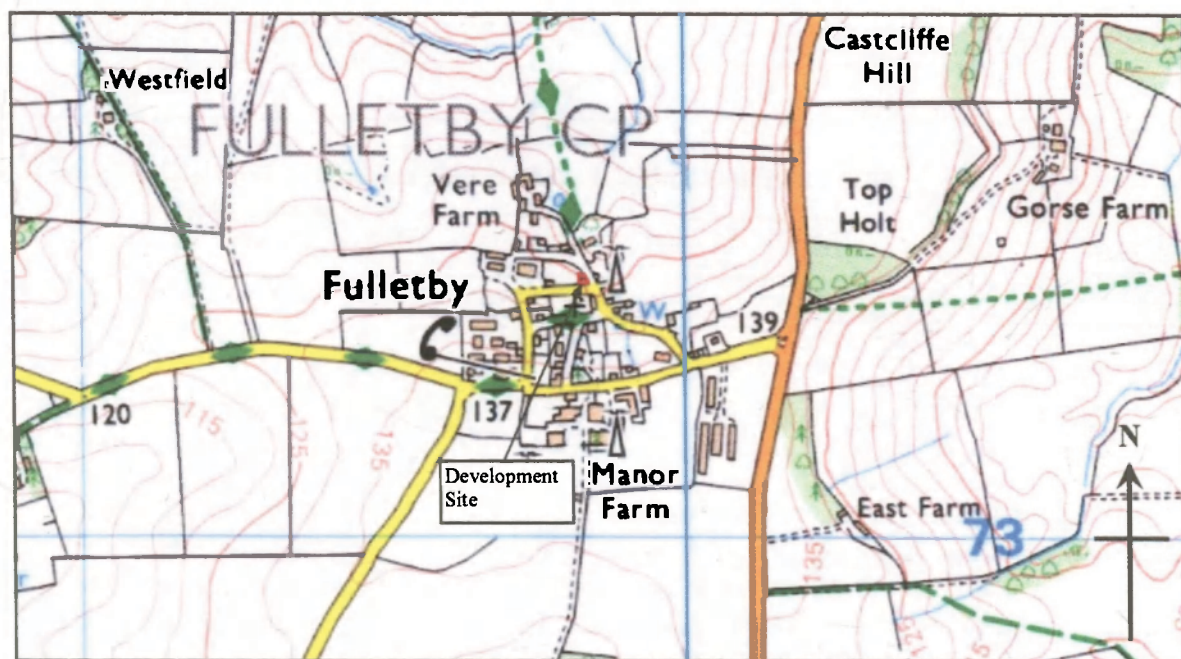 Castcliffe
Hill
Westfield
FULLETBY CP
Vere
Farm
Top
Holt
Gorse Farm
Fulletby
W
139
137
120
115
125
135
Development
Site
Manor
Farm
N
East Farm
73
135